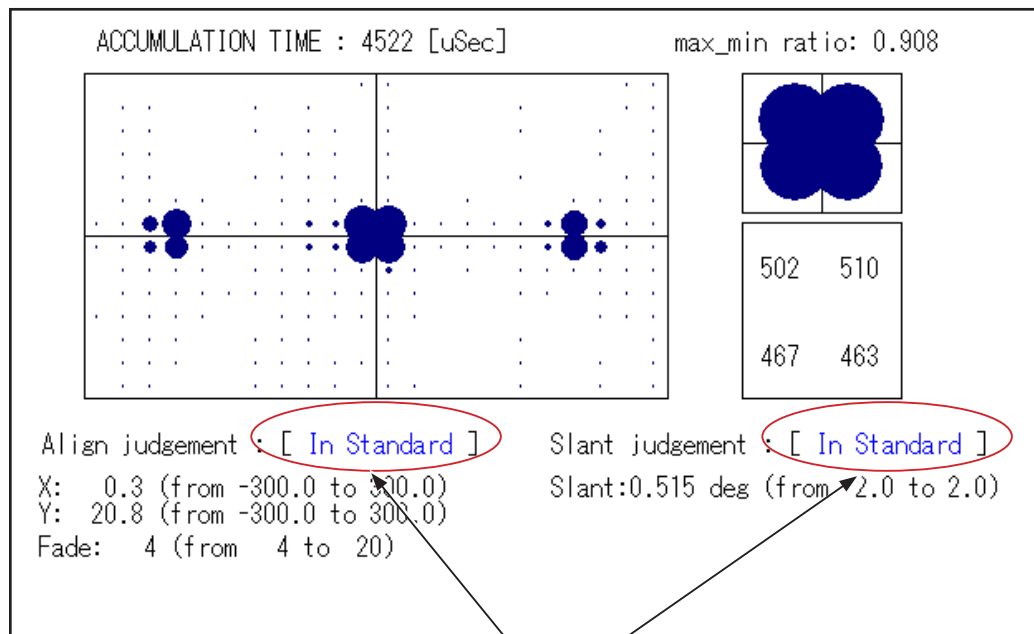 ACCUMULATION TIME : 4522 [uSec]
max_min ratio: 0.908
502 510
467 463
Align judgement : [ In Standard ]
X: 0.3 (from -300.0 to 300.0)
Y: 20.8 (from -300.0 to 300.0)
Fade: 4 (from 4 to 20)
Slant judgement : [ In Standard ]
Slant:0.515 deg (from -2.0 to 2.0)